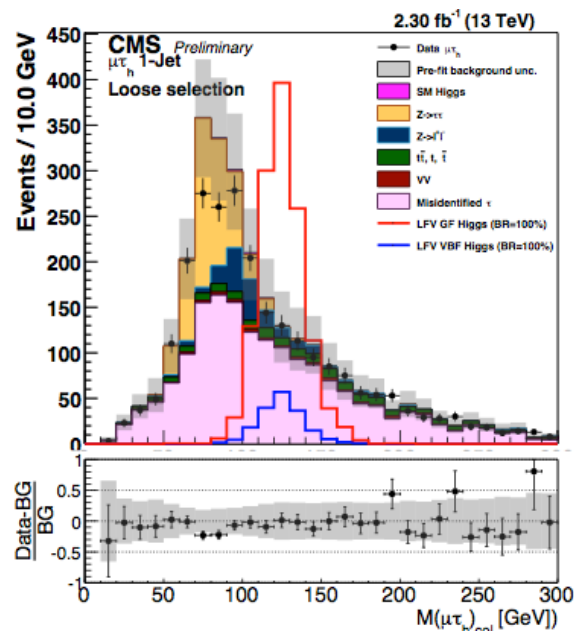 2.30 fb⁻¹ (13 TeV)
CMS Preliminary
μτₕ 1-Jet
Loose selection
Data μτₕ
Pre-fit background unc.
SM Higgs
Z->ττ
Z->l⁺l⁻
tt̄, t, t̄
VV
Misidentified τ
LFV GF Higgs (BR=100%)
LFV VBF Higgs (BR=100%)
Events / 10.0 GeV
450
400
350
300
250
200
150
100
50
0
Data-BG
BG
1
0.5
0
-0.5
-1
0 50 100 150 200 250 300
M(μτₕ)col [GeV]